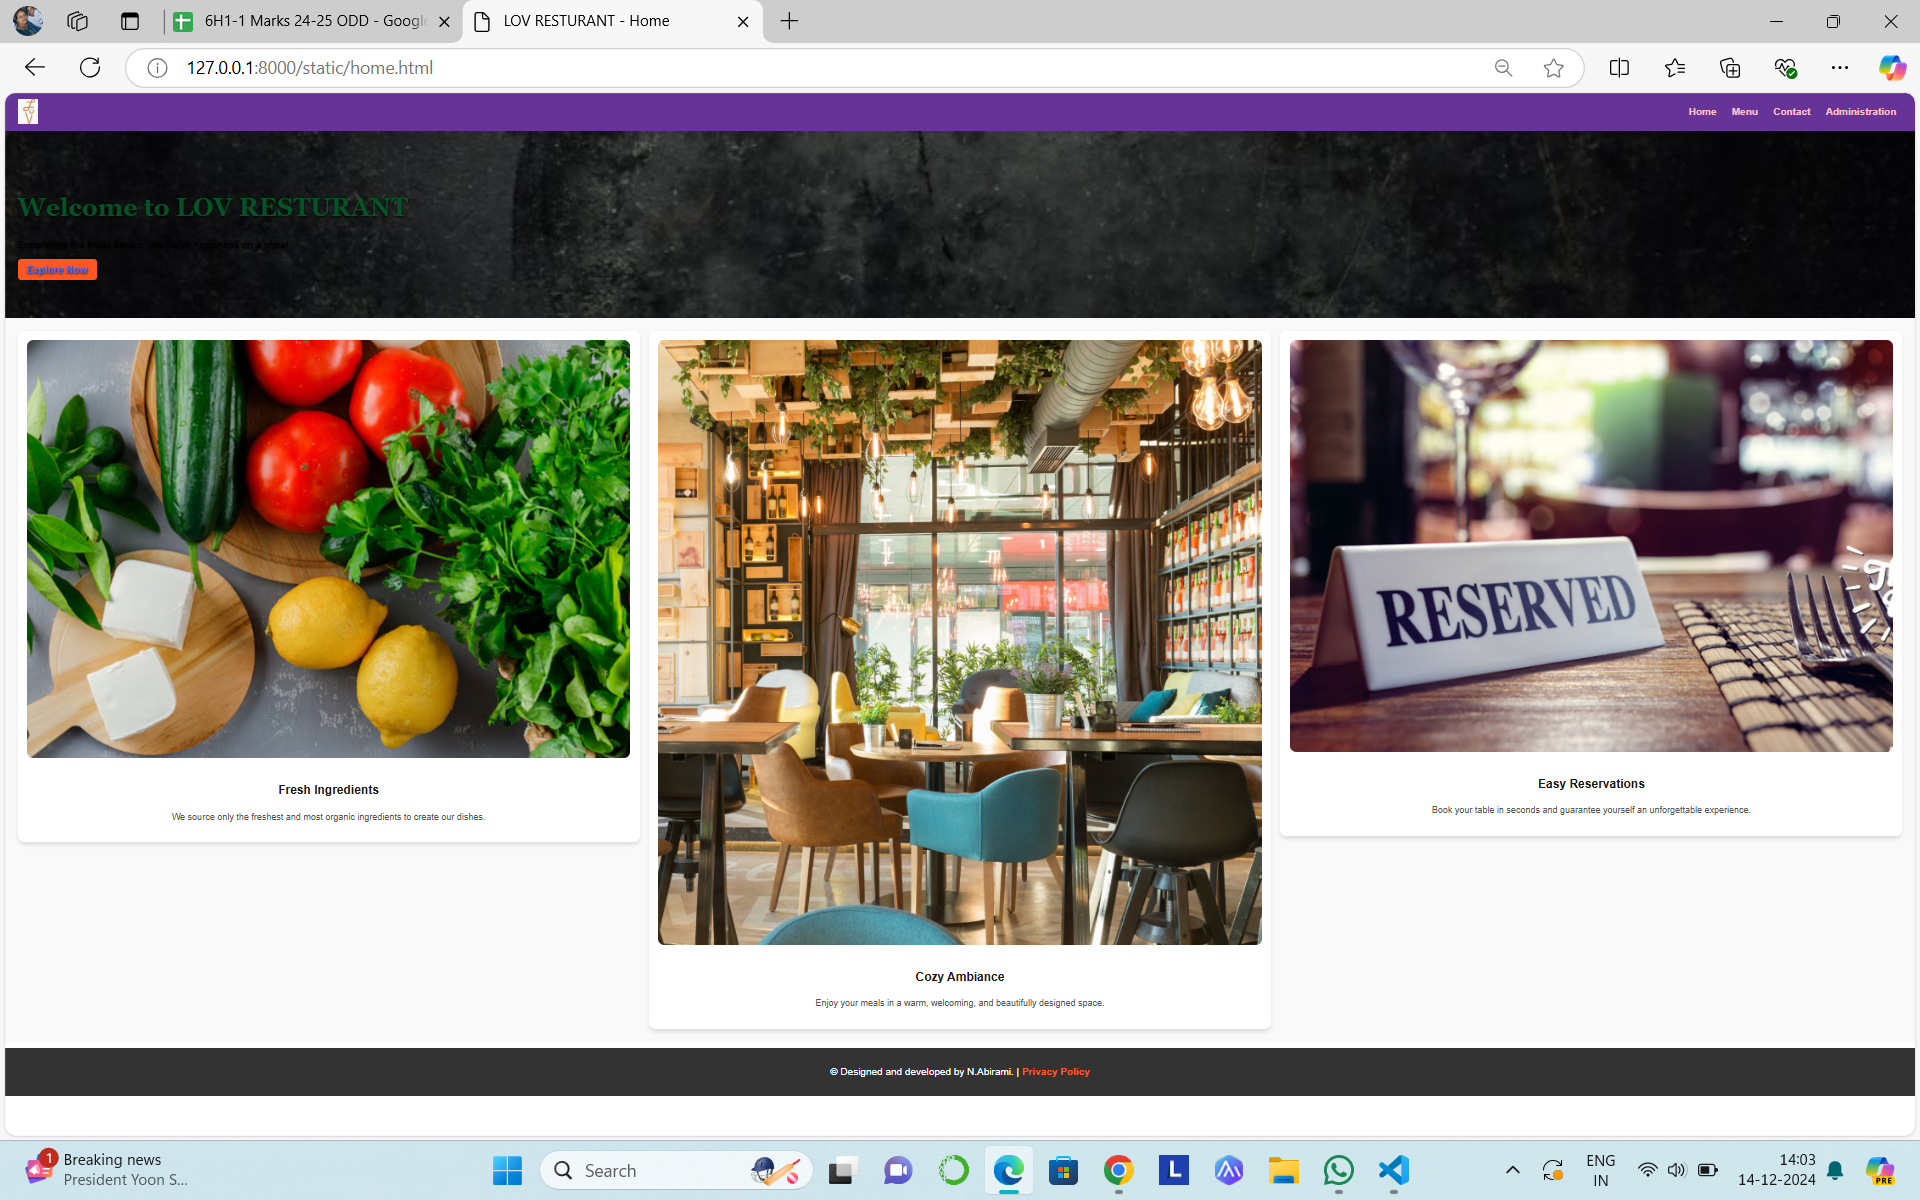 6H1-1 Marks 24-25 ODD - Google
LOV RESTURANT - Home
127.0.0.1:8000/static/home.html
Home Menu Contact Administration
Welcome to LOV RESTURANT
Explore Now
RESERVED
Fresh Ingredients
We source only the freshest and most organic ingredients to create our dishes.
Cozy Ambiance
Enjoy your meals in a warm, welcoming, and beautifully designed space.
Easy Reservations
Book your table in seconds and guarantee yourself an unforgettable experience.
© Designed and developed by N.Abirami. | Privacy Policy
1
Breaking news
President Yoon S...
Search
L
PRE
ENG
IN
14:03
14-12-2024